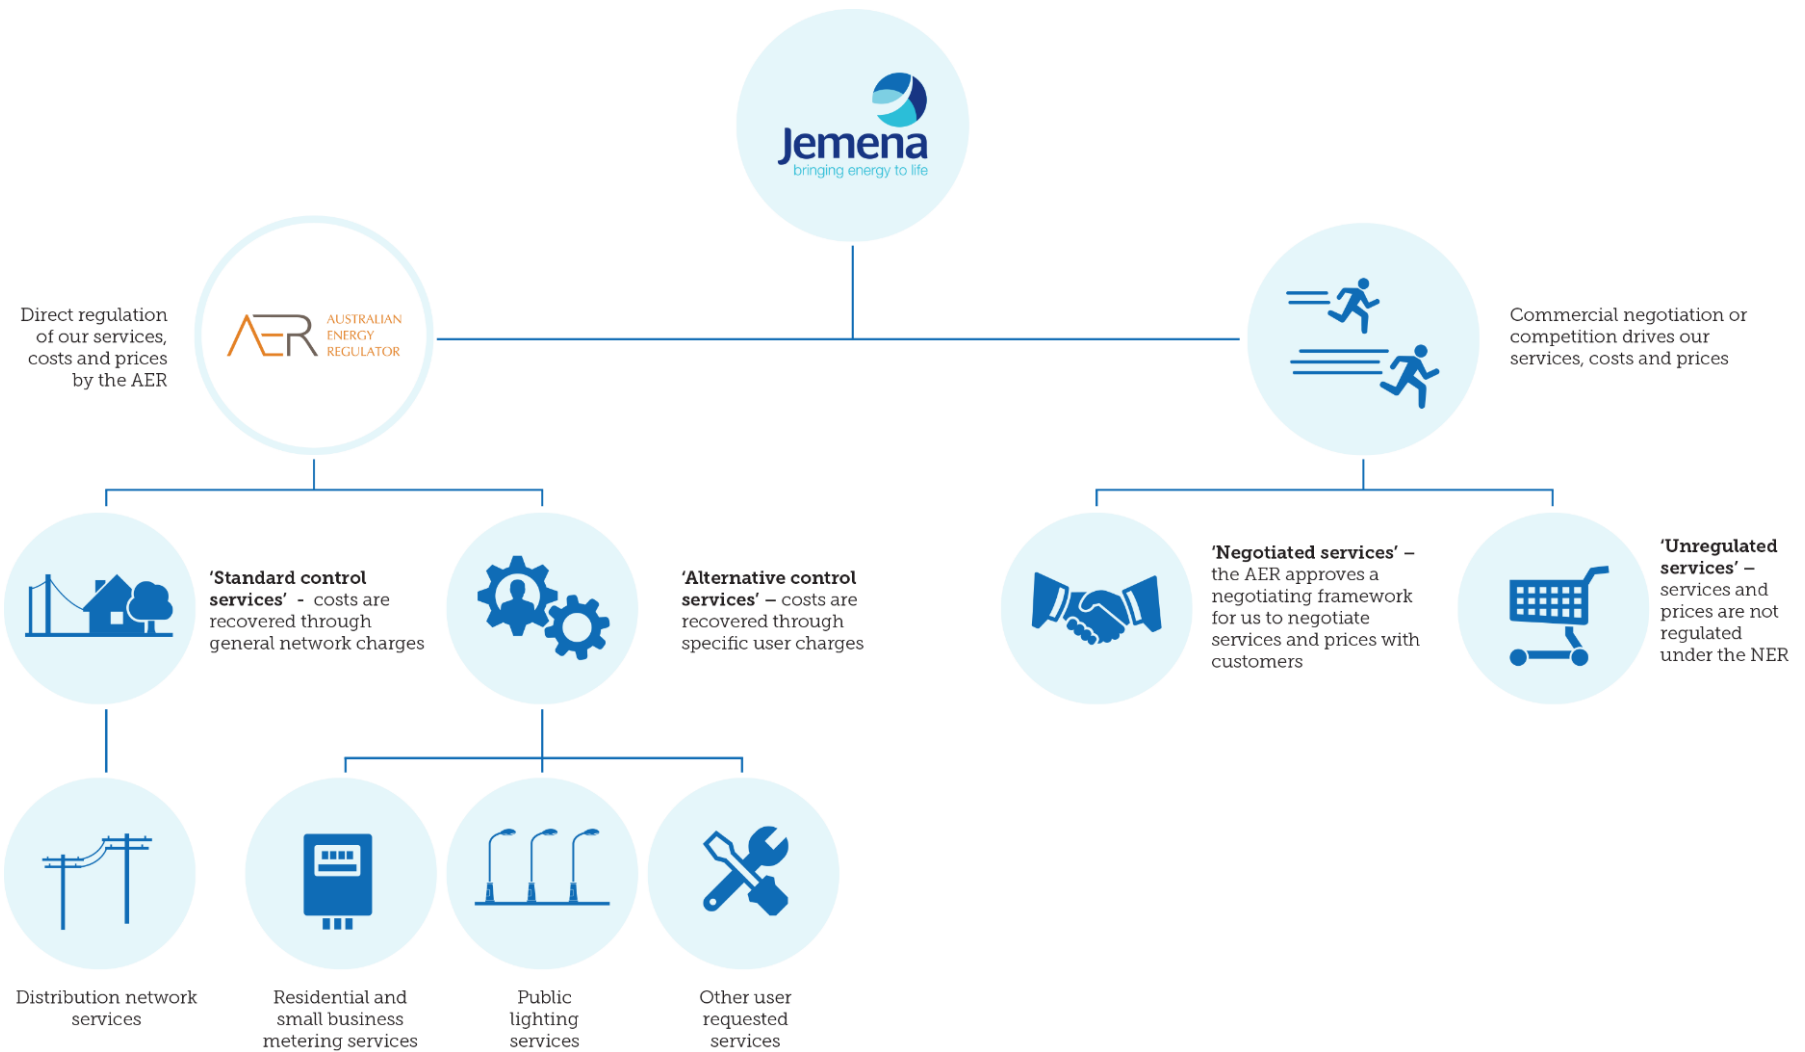 Jemena
bringing energy to life
Direct regulation
of our services,
costs and prices
by the AER
AER
AUSTRALIAN
ENERGY
REGULATOR
Commercial negotiation or
competition drives our
services, costs and prices
‘Standard control
services’ - costs are
recovered through
general network charges
‘Alternative control
services’ – costs are
recovered through
specific user charges
‘Negotiated services’ –
the AER approves a
negotiating framework
for us to negotiate
services and prices with
customers
‘Unregulated
services’ –
services and
prices are not
regulated
under the NER
Distribution network
services
Residential and
small business
metering services
Public
lighting
services
Other user
requested
services